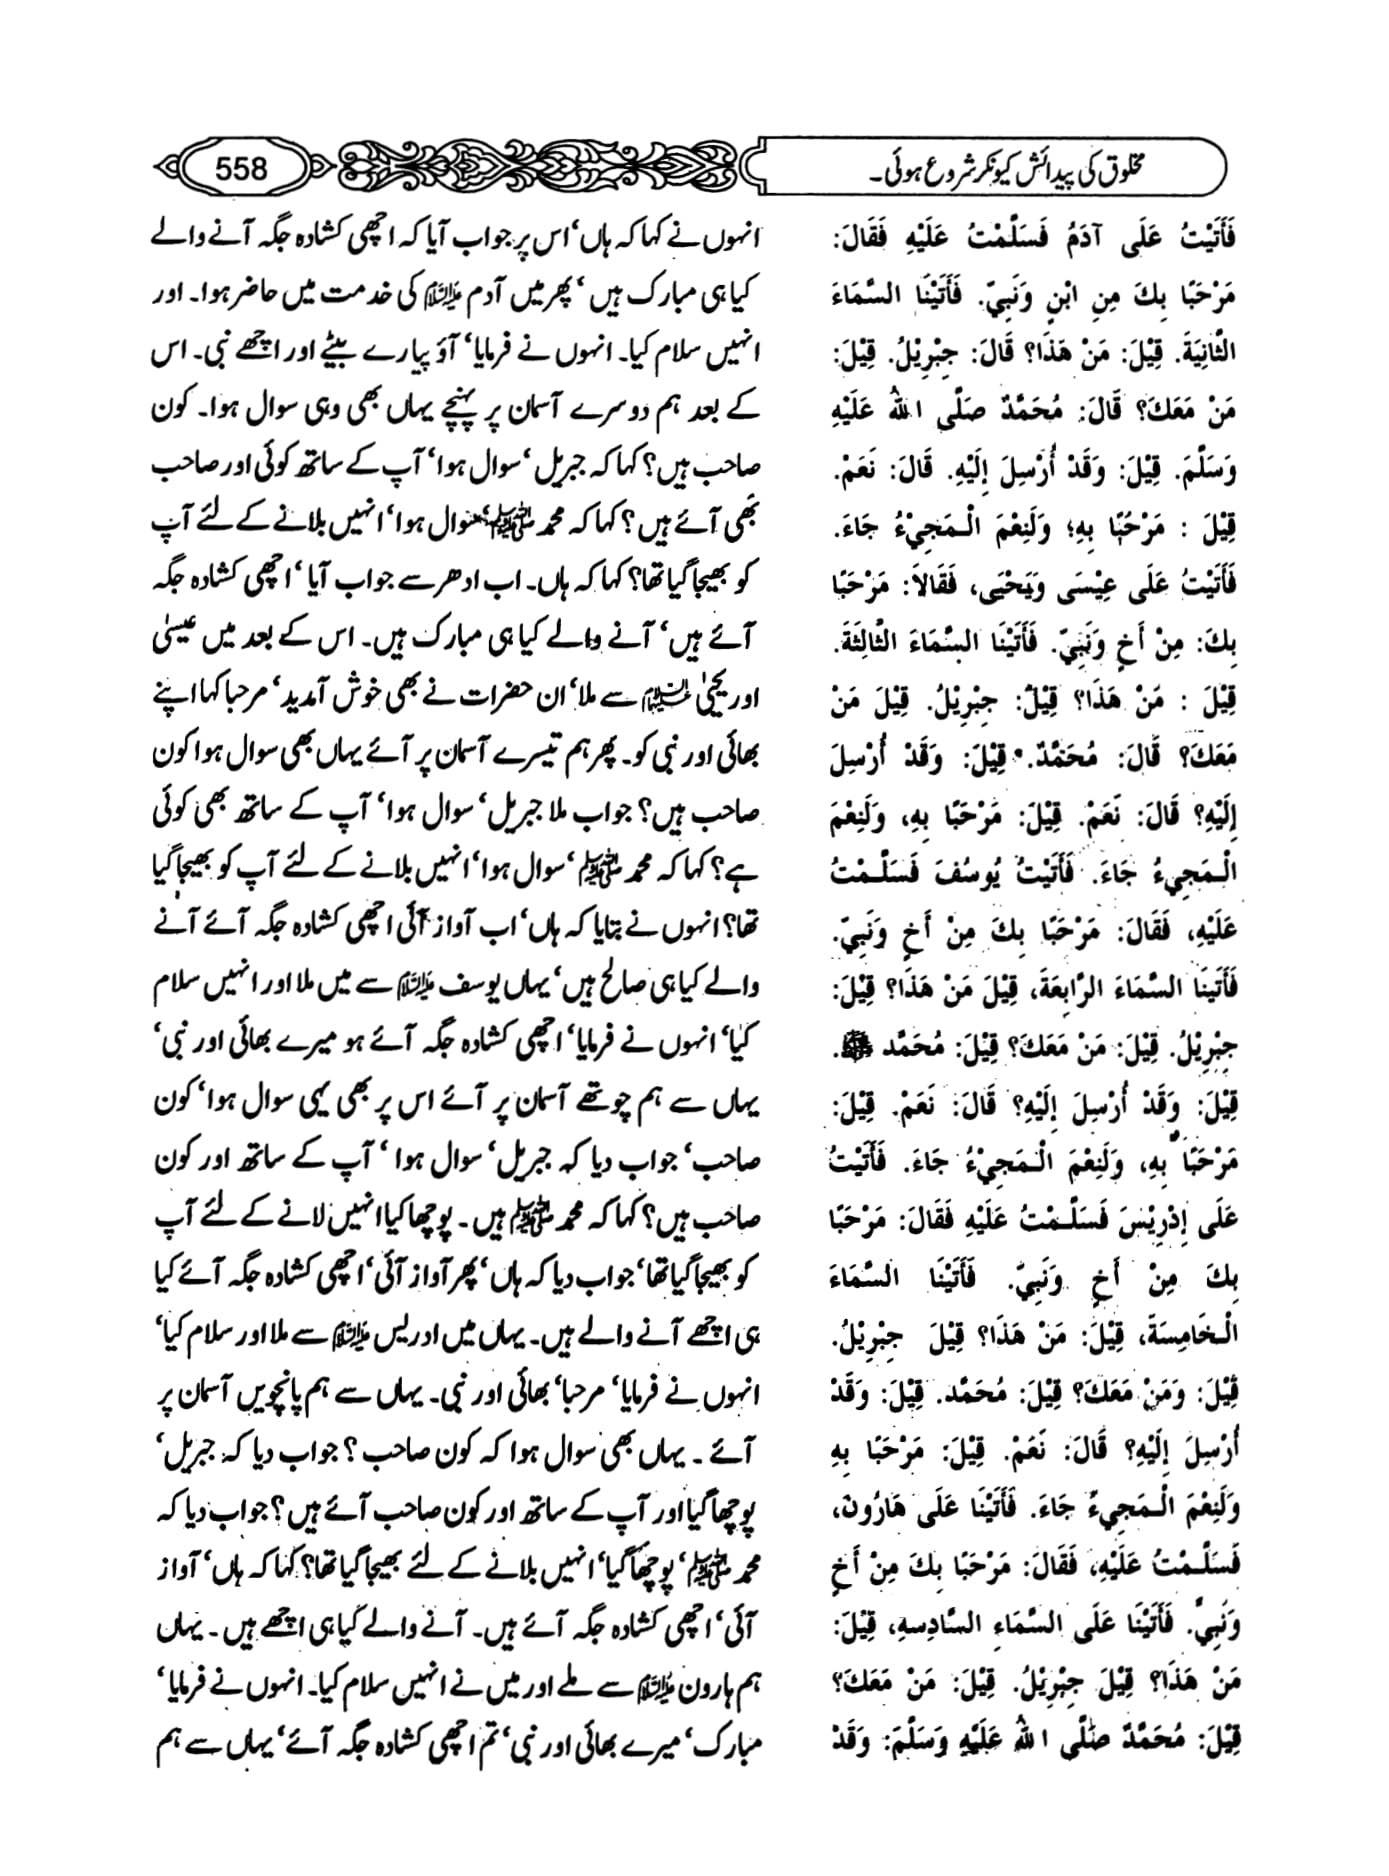 مخلوق کی پیدائش کیونکر شروع ہوئی۔
558
فَأَتَيْتُ عَلَى آدَمَ فَسَلَّمْتُ عَلَيْهِ فَقَالَ:
مَرْحَبًا بِكَ مِنِ ابْنٍ وَنَبِيّ. فَأَتَيْنَا السَّمَاءَ
الثَّانِيَةَ. قِيْلَ: مَنْ هَذَا؟ قَالَ: جِبْرِيْلُ. قِيْلَ:
مَنْ مَعَكَ؟ قَالَ: مُحَمَّدٌ صَلَّى اللهُ عَلَيْهِ
وَسَلَّمَ. قِيْلَ: وَقَدْ أُرْسِلَ إِلَيْهِ. قَالَ: نَعَمْ.
قِيْلَ : مَرْحَبًا بِهِ؛ وَلَنِعْمَ الْـمَجِيْءُ جَاءَ.
فَأَتَيْتُ عَلَى عِيْسَى وَيَحْيَى، فَقَالاَ: مَرْحَبًا
بِكَ: مِنْ أَخٍ وَنَبِيّ. فَأَتَيْنَا السَّمَاءَ الثَّالِثَةَ.
قِيْلَ : مَنْ هَذَا؟ قِيْلَ: جِبْرِيْلُ. قِيْلَ مَنْ
مَعَكَ؟ قَالَ: مُحَمَّدٌ. قِيْلَ: وَقَدْ أُرْسِلَ
إِلَيْهِ؟ قَالَ: نَعَمْ. قِيْلَ: مَرْحَبًا بِهِ، وَلَنِعْمَ
الْـمَجِيءُ جَاءَ. فَأَتَيْتُ يُوسُفَ فَسَلَّـمْتُ
عَلَيْهِ، فَقَالَ: مَرْحَبًا بِكَ مِنْ أَخٍ وَنَبِيّ.
فَأَتَينَا السَّمَاءَ الرَّابِعَةَ، قِيْلَ مَنْ هَذَا؟ قِيْلَ:
جِبْرِيْلُ. قِيْلَ: مَنْ مَعَكَ؟ قِيْلَ: مُحَمَّد ﷺ.
قِيْلَ: وَقَدْ أُرْسِلَ إِلَيْهِ؟ قَالَ: نَعَمْ. قِيْلَ:
مَرْحَبًا بِهِ، وَلَنِعْمَ الْـمَجِيْءُ جَاءَ. فَأَتَيْتُ
عَلَى إِدْرِيْسَ فَسَلَّـمْتُ عَلَيْهِ فَقَالَ: مَرْحَبًا
بِكَ مِنْ أَخٍ وَنَبِيّ. فَأَتَيْنَا السَّمَاءَ
الْـخَامِسَةَ، قِيْلَ: مَنْ هَذَا؟ قِيْلَ جِبْرِيْلُ.
قِيْلَ: وَمَنْ مَعَكَ؟ قِيْلَ: مُحَمَّد. قِيْلَ: وَقَدْ
أُرْسِلَ إِلَيْهِ؟ قَالَ: نَعَمْ. قِيْلَ: مَرْحَبًا بِهِ
وَلَنِعْمَ الْـمَجِيءُ جَاءَ. فَأَتَيْنَا عَلَى هَارُونَ،
فَسَلَّـمْتُ عَلَيْهِ، فَقَالَ: مَرْحَبًا بِكَ مِنْ أَخٍ
وَنَبِيٍّ. فَأَتَيْنَا عَلَى السَّمَاءِ السَّادِسِهِ، قِيْلَ:
مَنْ هَذَا؟ قِيْلَ جِبْرِيْلُ. قِيْلَ: مَنْ مَعَكَ؟
قِيْلَ: مُحَمَّدٌ صَلَّى اللهُ عَلَيْهِ وَسَلَّمَ: وَقَدْ
انہوں نے کہا کہ ہاں‘ اس پر جواب آیا کہ اچھی کشادہ جگہ آنے والے
کیا ہی مبارک ہیں‘ پھر میں آدم علیہ السلام کی خدمت میں حاضر ہوا۔ اور
انہیں سلام کیا۔ انہوں نے فرمایا‘ آؤ پیارے بیٹے اور اچھے نبی۔ اس
کے بعد ہم دوسرے آسمان پر پہنچے یہاں بھی وہی سوال ہوا۔ کون
صاحب ہیں؟ کہا کہ جبریل‘ سوال ہوا‘ آپ کے ساتھ کوئی اور صاحب
بھی آئے ہیں؟ کہا کہ محمد ﷺ‘ سوال ہوا‘ انہیں بلانے کے لئے آپ
کو بھیجا گیا تھا؟ کہا کہ ہاں۔ اب ادھر سے جواب آیا‘ اچھی کشادہ جگہ
آئے ہیں‘ آنے والے کیا ہی مبارک ہیں۔ اس کے بعد میں عیسیٰ
اور یحییٰ علیہما السلام سے ملا‘ ان حضرات نے بھی خوش آمدید‘ مرحبا کہا اپنے
بھائی اور نبی کو۔ پھر ہم تیسرے آسمان پر آئے یہاں بھی سوال ہوا کون
صاحب ہیں؟ جواب ملا جبریل‘ سوال ہوا‘ آپ کے ساتھ بھی کوئی
ہے؟ کہا کہ محمد ﷺ‘ سوال ہوا‘ انہیں بلانے کے لئے آپ کو بھیجا گیا
تھا؟ انہوں نے بتایا کہ ہاں‘ اب آواز آئی اچھی کشادہ جگہ آئے آنے
والے کیا ہی صالح ہیں‘ یہاں یوسف علیہ السلام سے میں ملا اور انہیں سلام
کیا‘ انہوں نے فرمایا‘ اچھی کشادہ جگہ آئے ہو میرے بھائی اور نبی‘
یہاں سے ہم چوتھے آسمان پر آئے اس پر بھی یہی سوال ہوا‘ کون
صاحب‘ جواب دیا کہ جبریل‘ سوال ہوا‘ آپ کے ساتھ اور کون
صاحب ہیں؟ کہا کہ محمد ﷺ ہیں۔ پوچھا کیا انہیں لانے کے لئے آپ
کو بھیجا گیا تھا‘ جواب دیا کہ ہاں‘ پھر آواز آئی‘ اچھی کشادہ جگہ آئے کیا
ہی اچھے آنے والے ہیں۔ یہاں میں ادریس علیہ السلام سے ملا اور سلام کیا‘
انہوں نے فرمایا‘ مرحبا‘ بھائی اور نبی۔ یہاں سے ہم پانچویں آسمان پر
آئے۔ یہاں بھی سوال ہوا کہ کون صاحب؟ جواب دیا کہ جبریل‘
پوچھا گیا اور آپ کے ساتھ اور کون صاحب آئے ہیں؟ جواب دیا کہ
محمد ﷺ‘ پوچھا گیا‘ انہیں بلانے کے لئے بھیجا گیا تھا؟ کہا کہ ہاں‘ آواز
آئی‘ اچھی کشادہ جگہ آئے ہیں۔ آنے والے کیا ہی اچھے ہیں۔ یہاں
ہم ہارون علیہ السلام سے ملے اور میں نے انہیں سلام کیا۔ انہوں نے فرمایا‘
مبارک‘ میرے بھائی اور نبی‘ تم اچھی کشادہ جگہ آئے‘ یہاں سے ہم